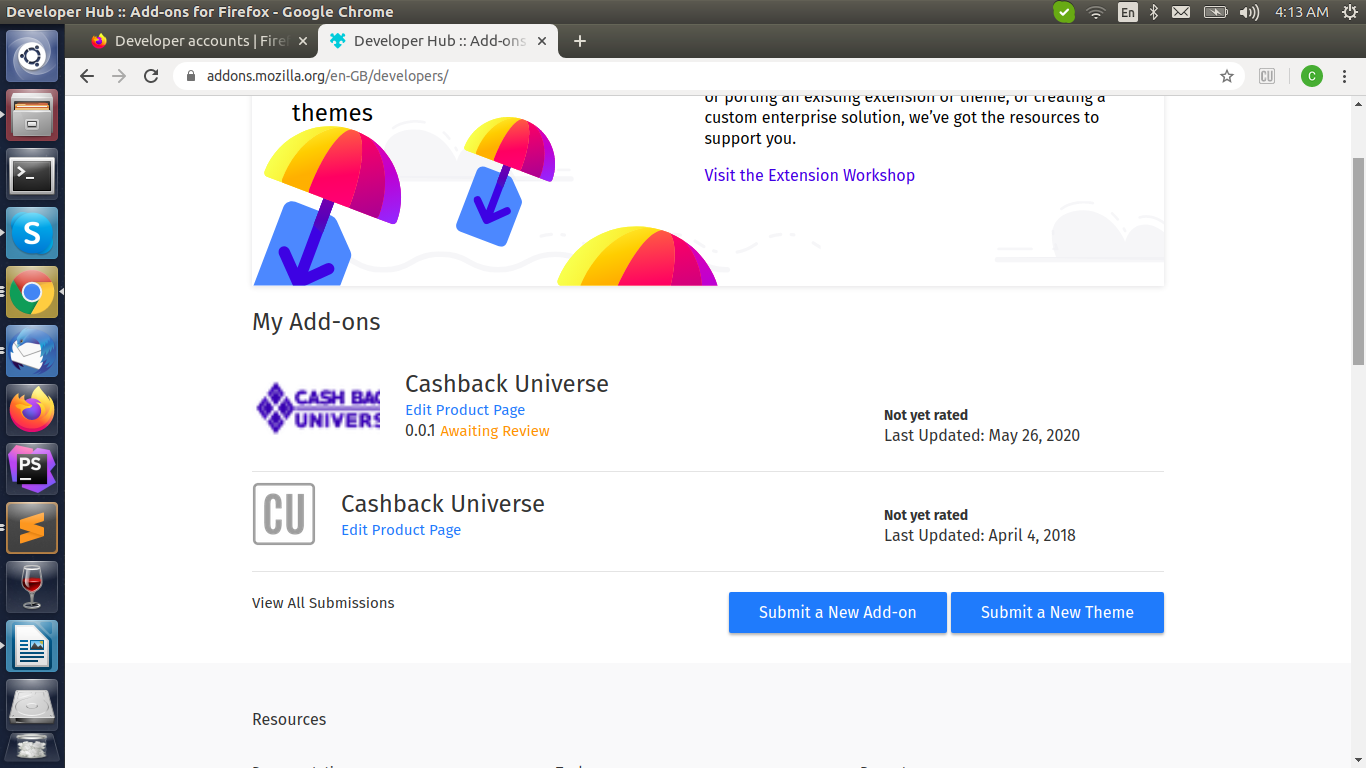 Developer Hub :: Add-ons for Firefox - Google Chrome
En
4:13 AM
Developer accounts | Firef
Developer Hub :: Add-ons
addons.mozilla.org/en-GB/developers/
CU
C
themes
or porting an existing extension or theme, or creating a
custom enterprise solution, we’ve got the resources to
support you.
Visit the Extension Workshop
My Add-ons
CASH BAC
UNIVERS
Cashback Universe
Edit Product Page
0.0.1 Awaiting Review
Not yet rated
Last Updated: May 26, 2020
CU
Cashback Universe
Edit Product Page
Not yet rated
Last Updated: April 4, 2018
View All Submissions
Submit a New Add-on
Submit a New Theme
Resources
S
PS